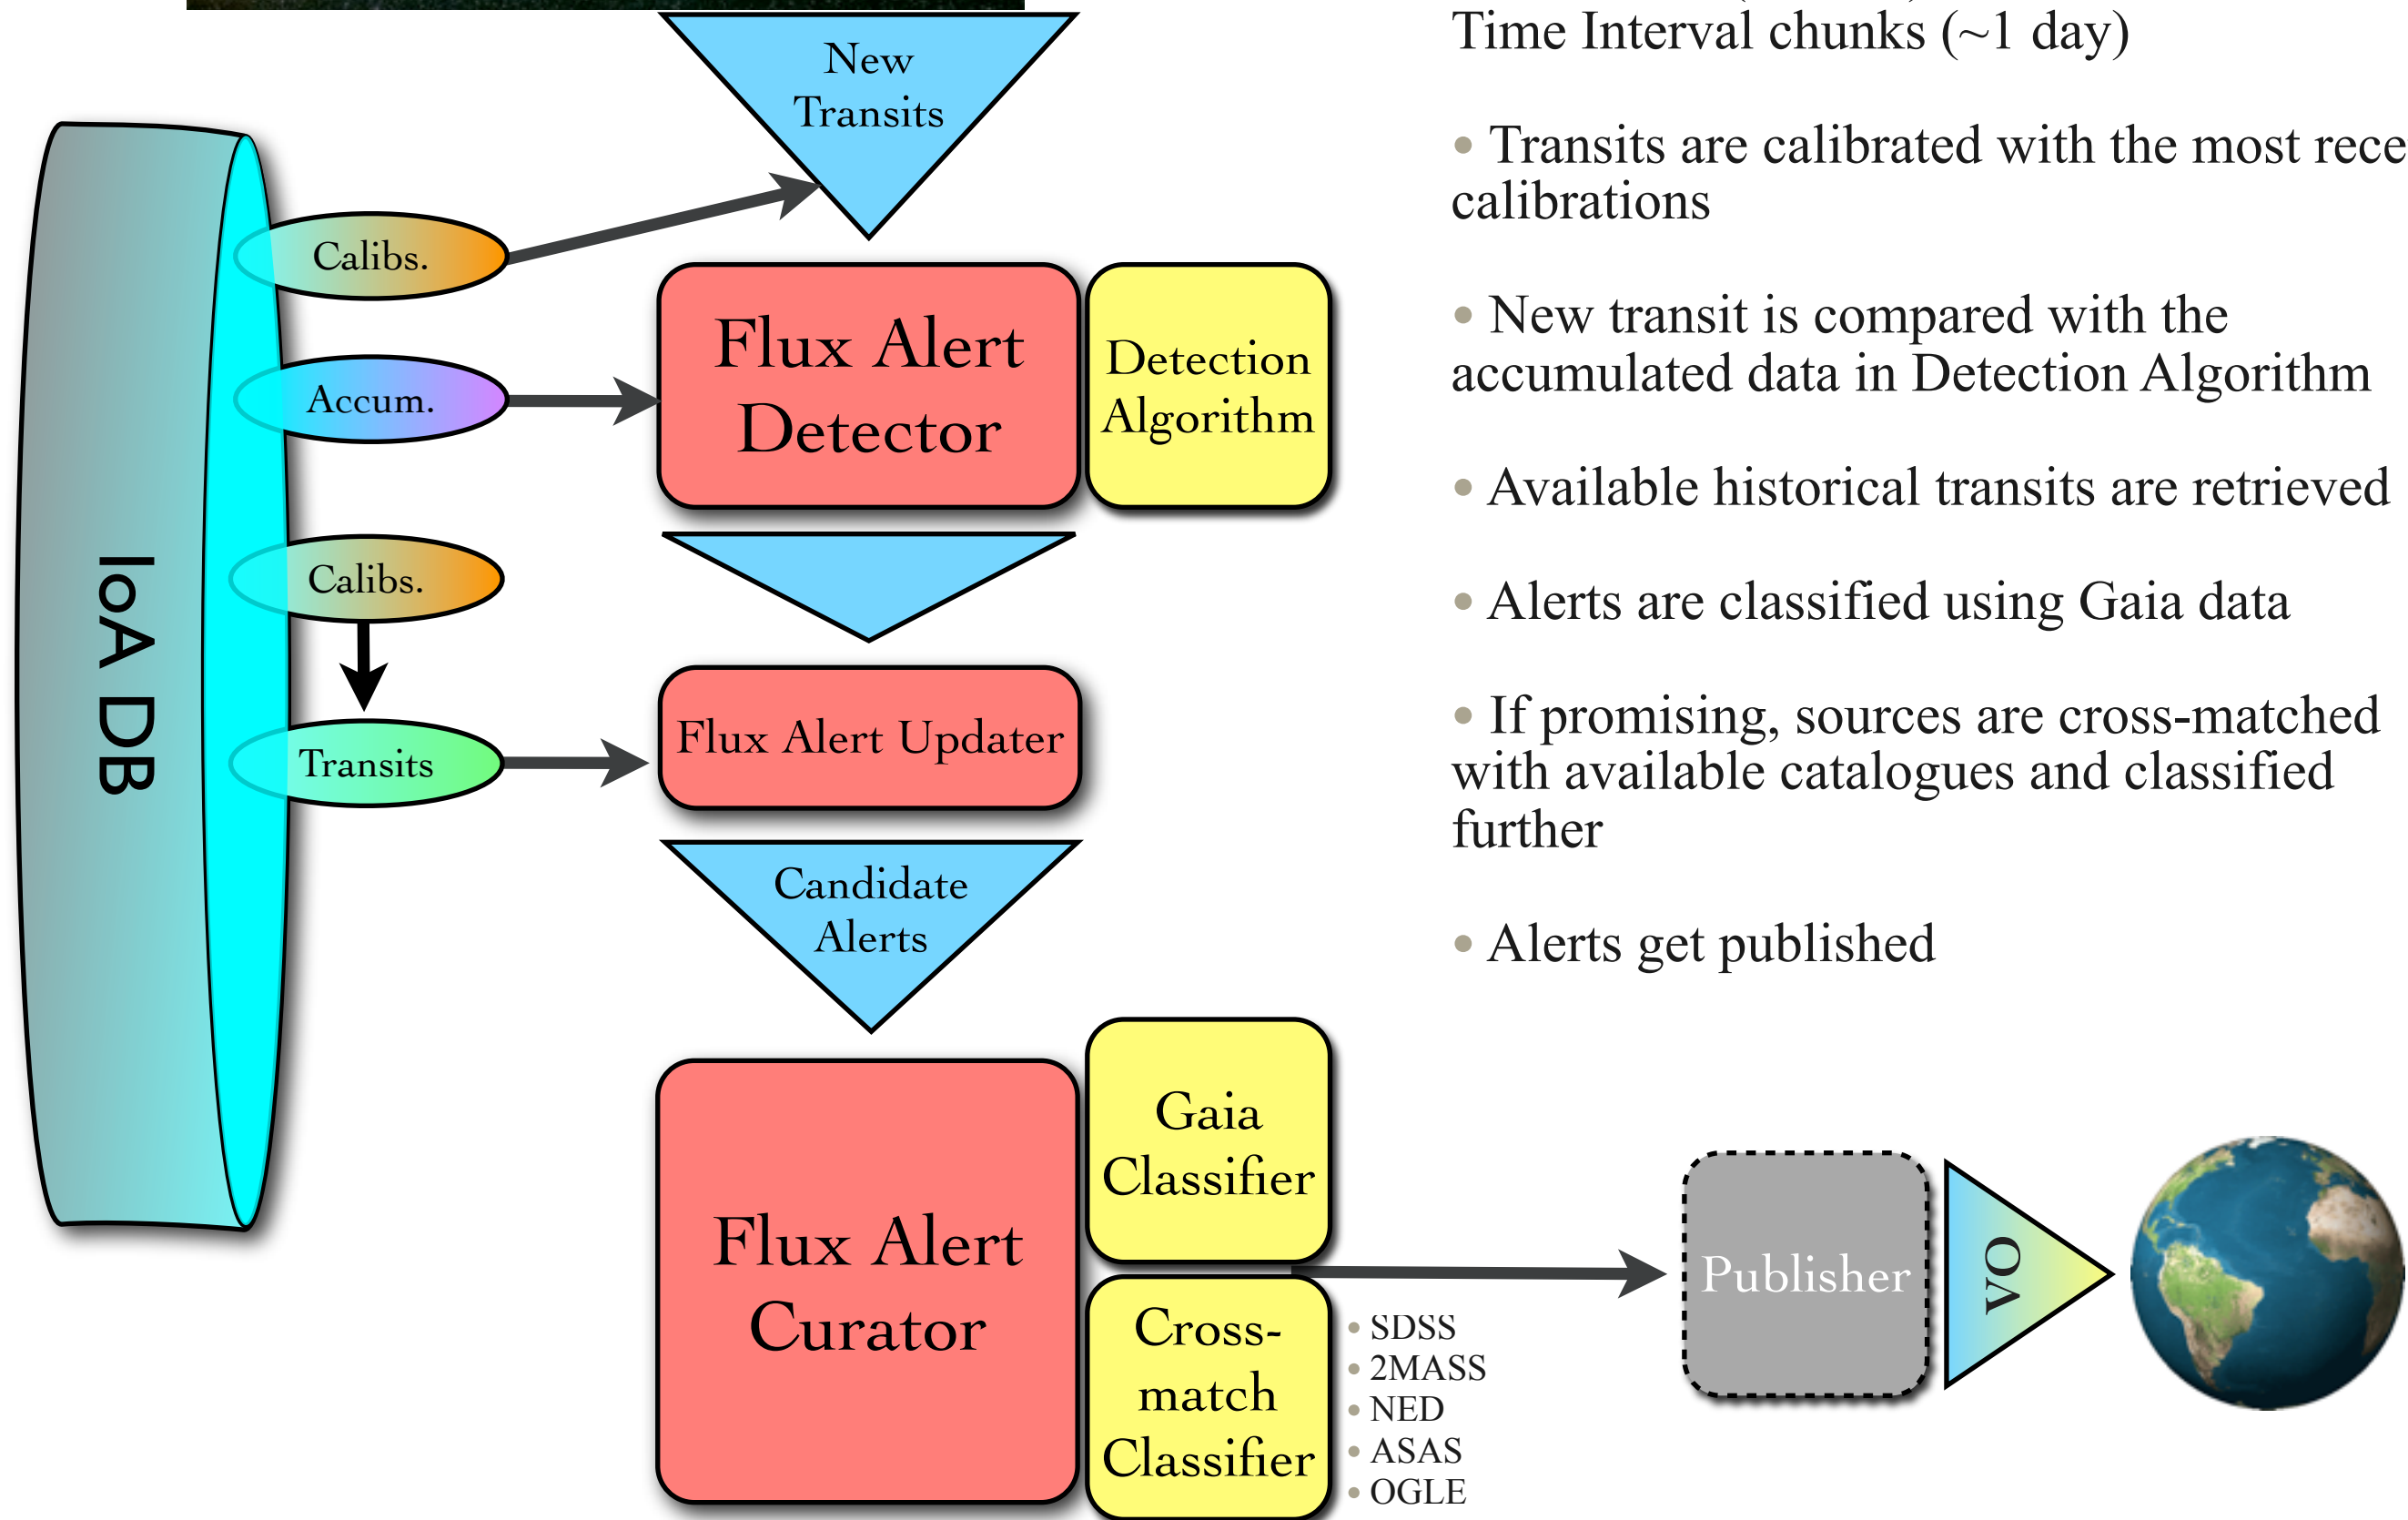 New
Transits
Calibs.
Flux Alert
Detector
Detection
Algorithm
Accum.
Calibs.
IoA DB
Flux Alert Updater
Transits
Candidate
Alerts
Flux Alert
Curator
Gaia
Classifier
Cross-
match
Classifier
• SDSS
• 2MASS
• NED
• ASAS
• OGLE
Publisher
VO
Time Interval chunks (~1 day)
• Transits are calibrated with the most rece
calibrations
• New transit is compared with the
accumulated data in Detection Algorithm
• Available historical transits are retrieved
• Alerts are classified using Gaia data
• If promising, sources are cross-matched
with available catalogues and classified
further
• Alerts get published